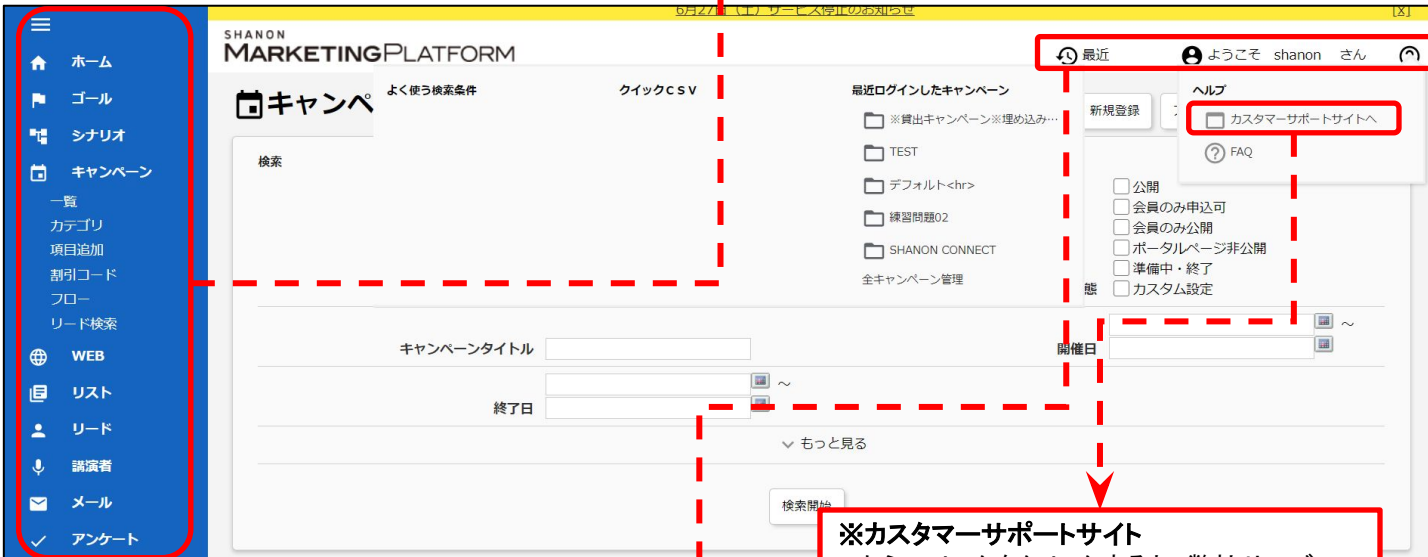 6月27日（土）サービス停止のお知らせ
[X]
SHANON
MARKETINGPLATFORM
最近
ようこそ shanon さん
ホーム
ゴール
シナリオ
キャンペーン
一覧
カテゴリ
項目追加
割引コード
フロー
リード検索
WEB
リスト
リード
講演者
メール
アンケート
キャンペ
よく使う検索条件
クイックＣＳＶ
最近ログインしたキャンペーン
※貸出キャンペーン※埋め込み…
TEST
デフォルト<hr>
練習問題02
SHANON CONNECT
全キャンペーン管理
新規登録
ヘルプ
カスタマーサポートサイトへ
FAQ
検索
公開
会員のみ申込可
会員のみ公開
ポータルページ非公開
準備中・終了
態 カスタム設定
キャンペーンタイトル
開催日
～
終了日
～
もっと見る
検索開始
※カスタマーサポートサイト